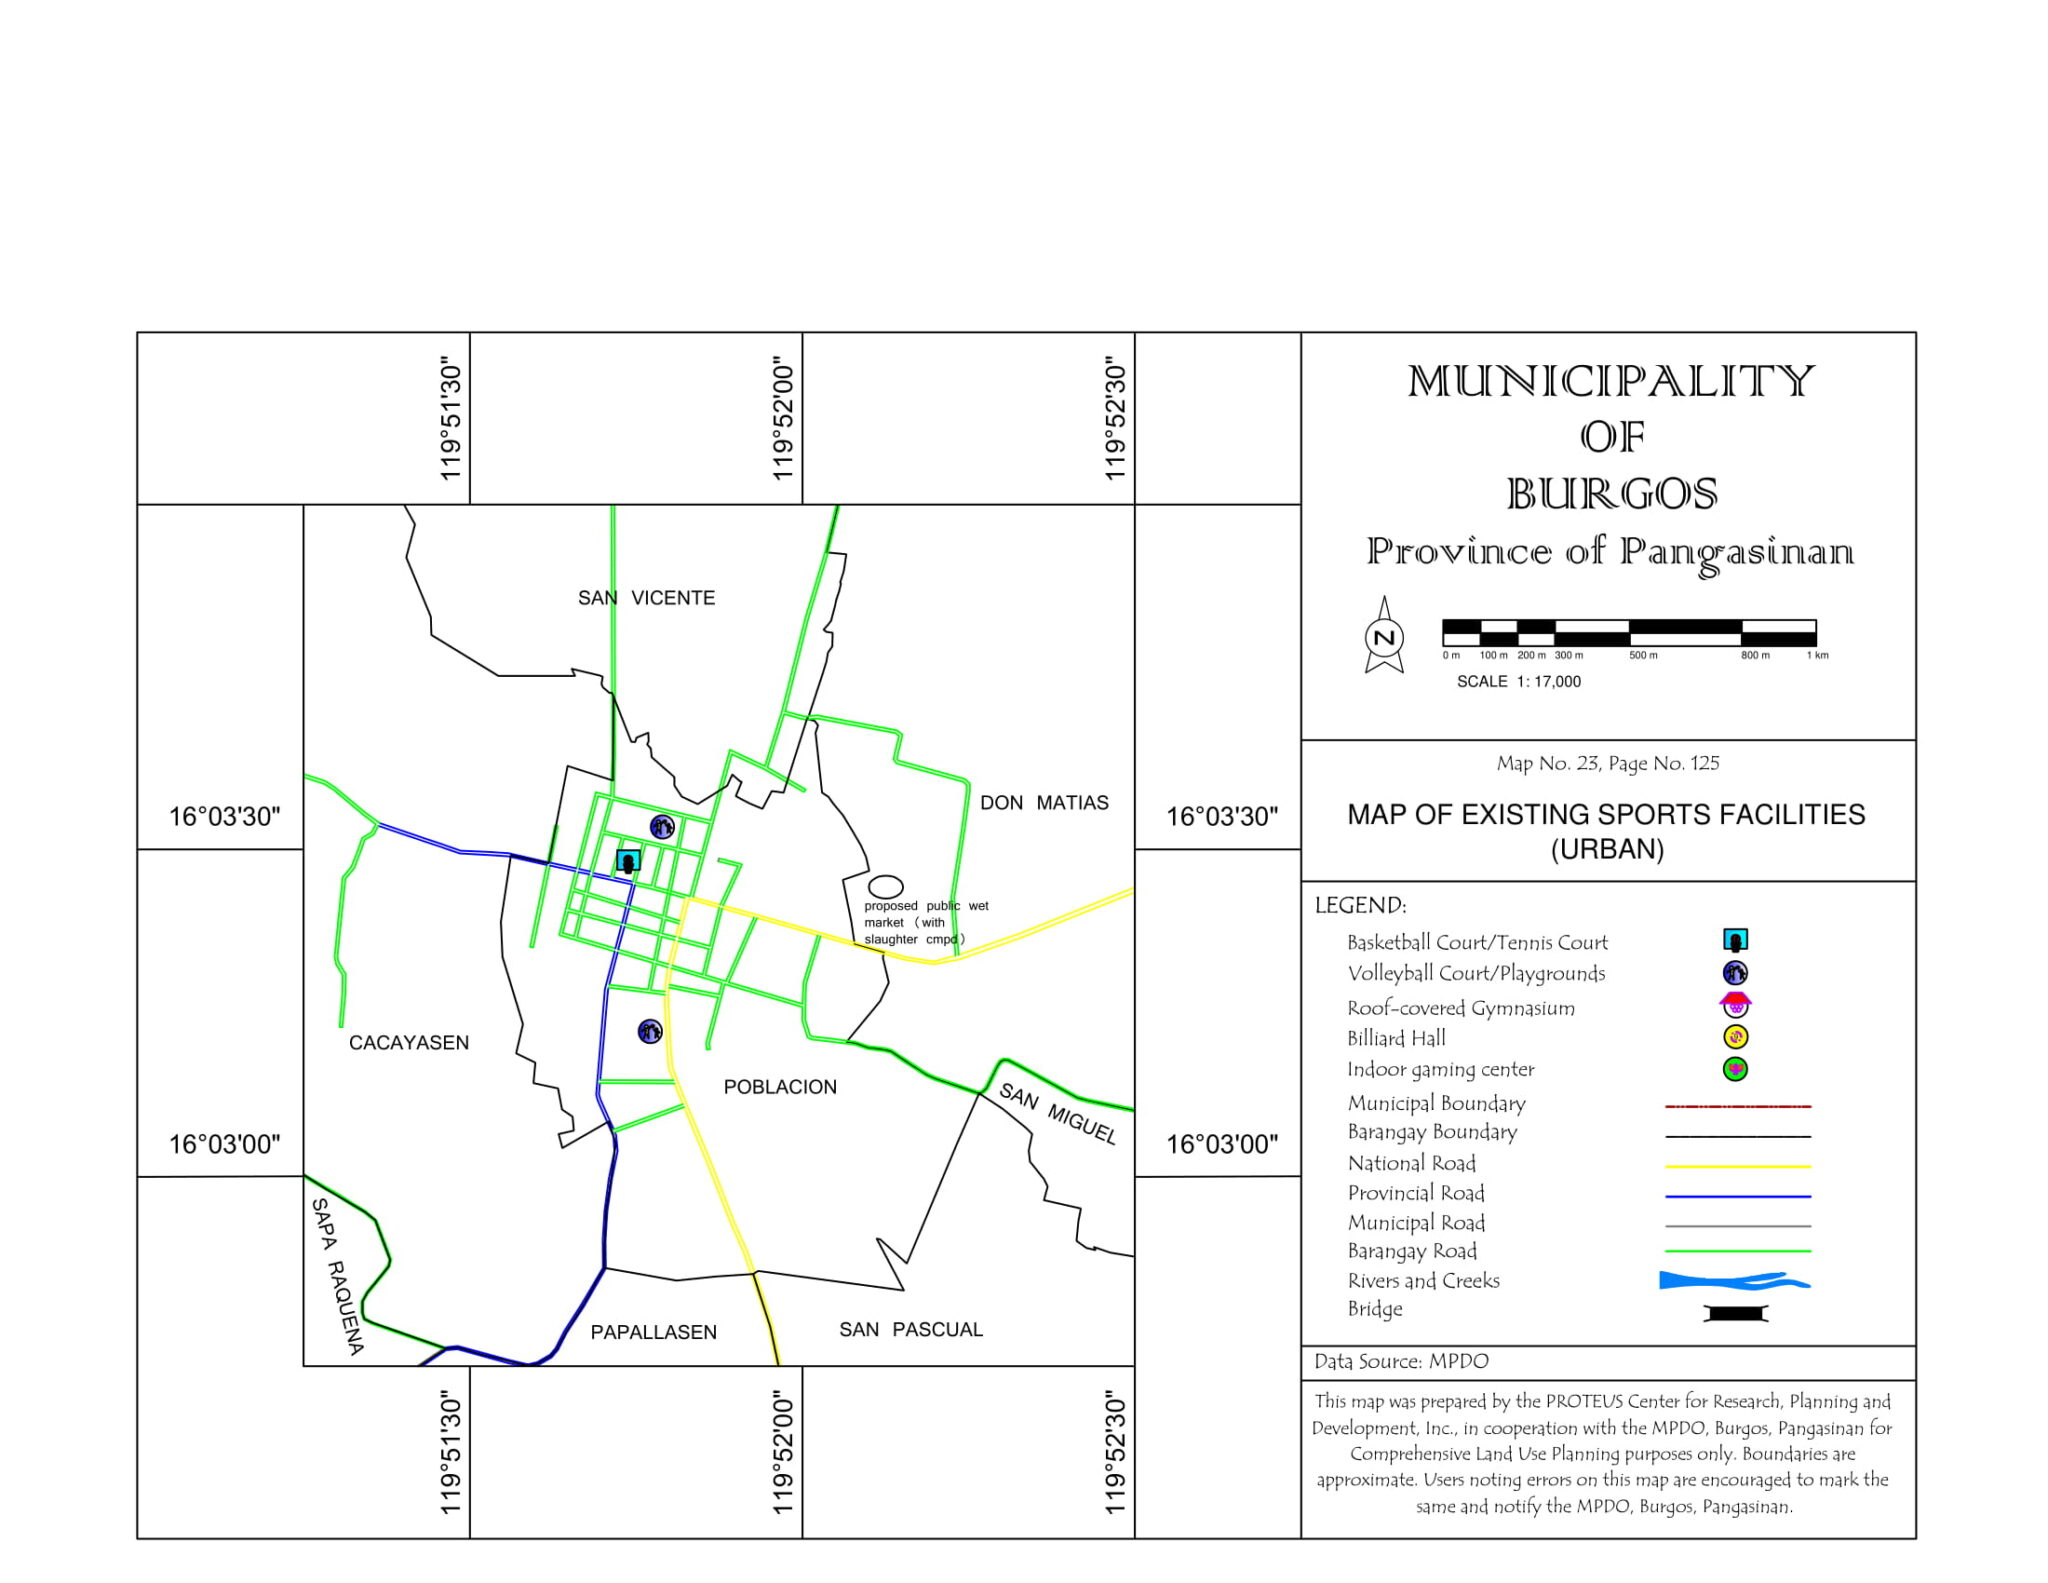 119°51'30"
119°52'00"
119°52'30"
MUNICIPALITY
OF
BURGOS
Province of Pangasinan
N
0 m 100 m 200 m 300 m 500 m 800 m 1 km
SCALE 1: 17,000
Map No. 23, Page No. 125
MAP OF EXISTING SPORTS FACILITIES
(URBAN)
SAN VICENTE
16°03'30"
DON MATIAS
16°03'30"
proposed public wet
market (with
slaughter cmpd)
CACAYASEN
POBLACION
SAN MIGUEL
16°03'00"
16°03'00"
SAPA RAQUENA
PAPALLASEN
SAN PASCUAL
119°51'30"
119°52'00"
119°52'30"
LEGEND:
Basketball Court/Tennis Court
Volleyball Court/Playgrounds
Roof-covered Gymnasium
Billiard Hall
Indoor gaming center
Municipal Boundary
Barangay Boundary
National Road
Provincial Road
Municipal Road
Barangay Road
Rivers and Creeks
Bridge
Data Source: MPDO
This map was prepared by the PROTEUS Center for Research, Planning and
Development, Inc., in cooperation with the MPDO, Burgos, Pangasinan for
Comprehensive Land Use Planning purposes only. Boundaries are
approximate. Users noting errors on this map are encouraged to mark the
same and notify the MPDO, Burgos, Pangasinan.